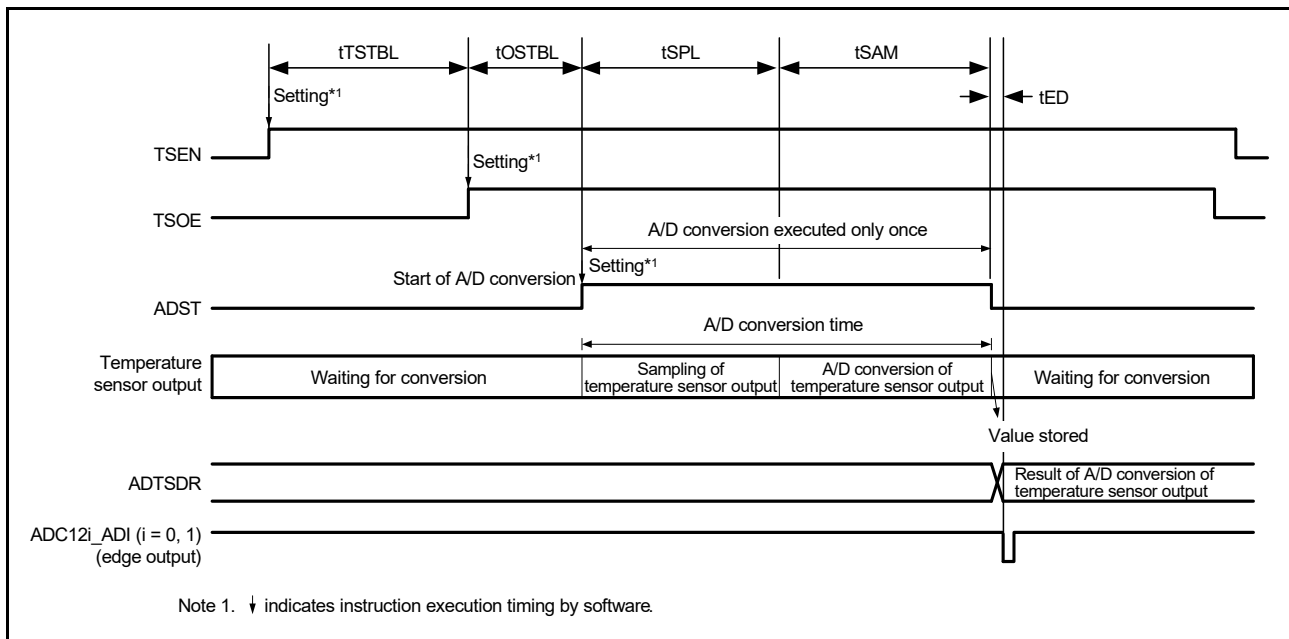 tTSTBL tOSTBL tSPL tSAM
tED
Setting*1
TSEN
Setting*1
TSOE
A/D conversion executed only once
Start of A/D conversion Setting*1
ADST
A/D conversion time
Temperature
sensor output
Waiting for conversion
Sampling of
temperature sensor output
A/D conversion of
temperature sensor output
Waiting for conversion
Value stored
ADTSDR
Result of A/D conversion of
temperature sensor output
ADC12i_ADI (i = 0, 1)
(edge output)
Note 1. ↓ indicates instruction execution timing by software.